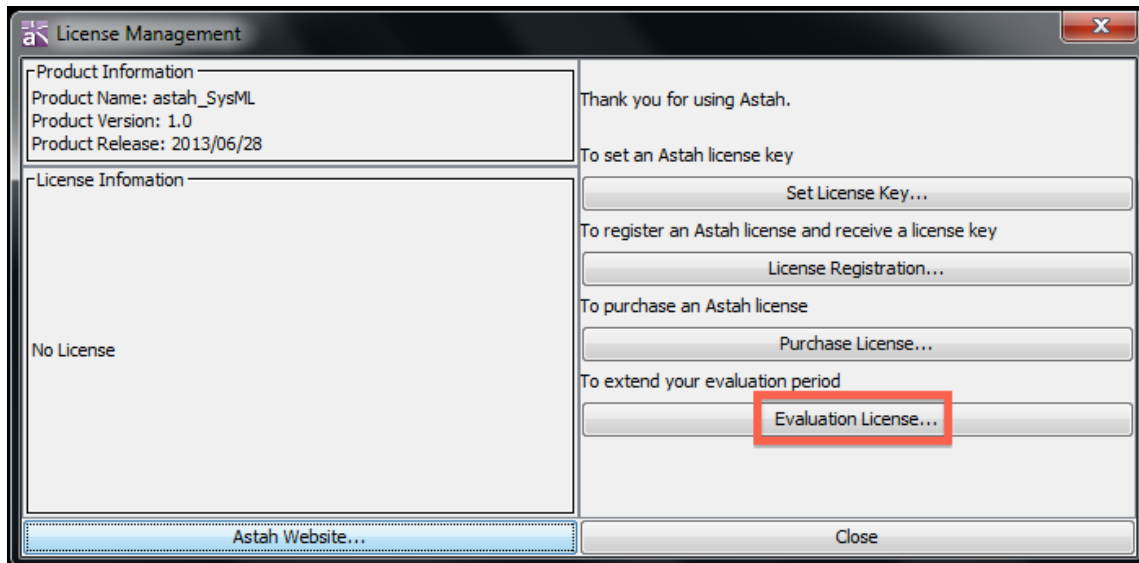 License Management
Product Information
Product Name: astah_SysML
Product Version: 1.0
Product Release: 2013/06/28
License Infomation
No License
Thank you for using Astah.
To set an Astah license key
Set License Key...
To register an Astah license and receive a license key
License Registration...
To purchase an Astah license
Purchase License...
To extend your evaluation period
Evaluation License...
Astah Website...
Close